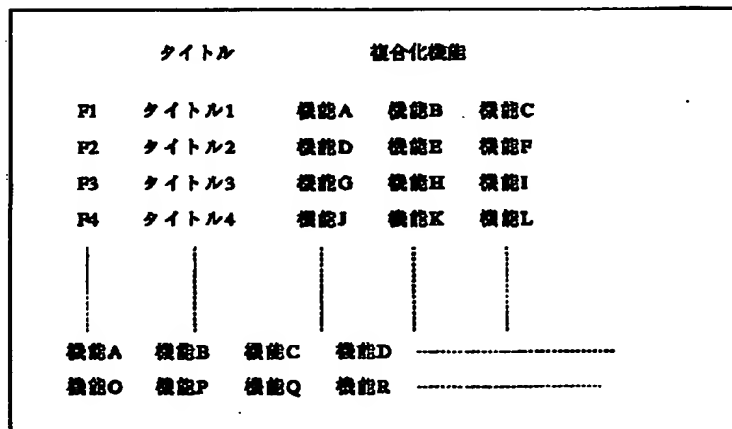 タイトル 複合化機能
F1 タイトル1 機能A 機能B 機能C
F2 タイトル2 機能D 機能E 機能F
F3 タイトル3 機能G 機能H 機能I
F4 タイトル4 機能J 機能K 機能L
機能A 機能B 機能C 機能D
機能O 機能P 機能Q 機能R